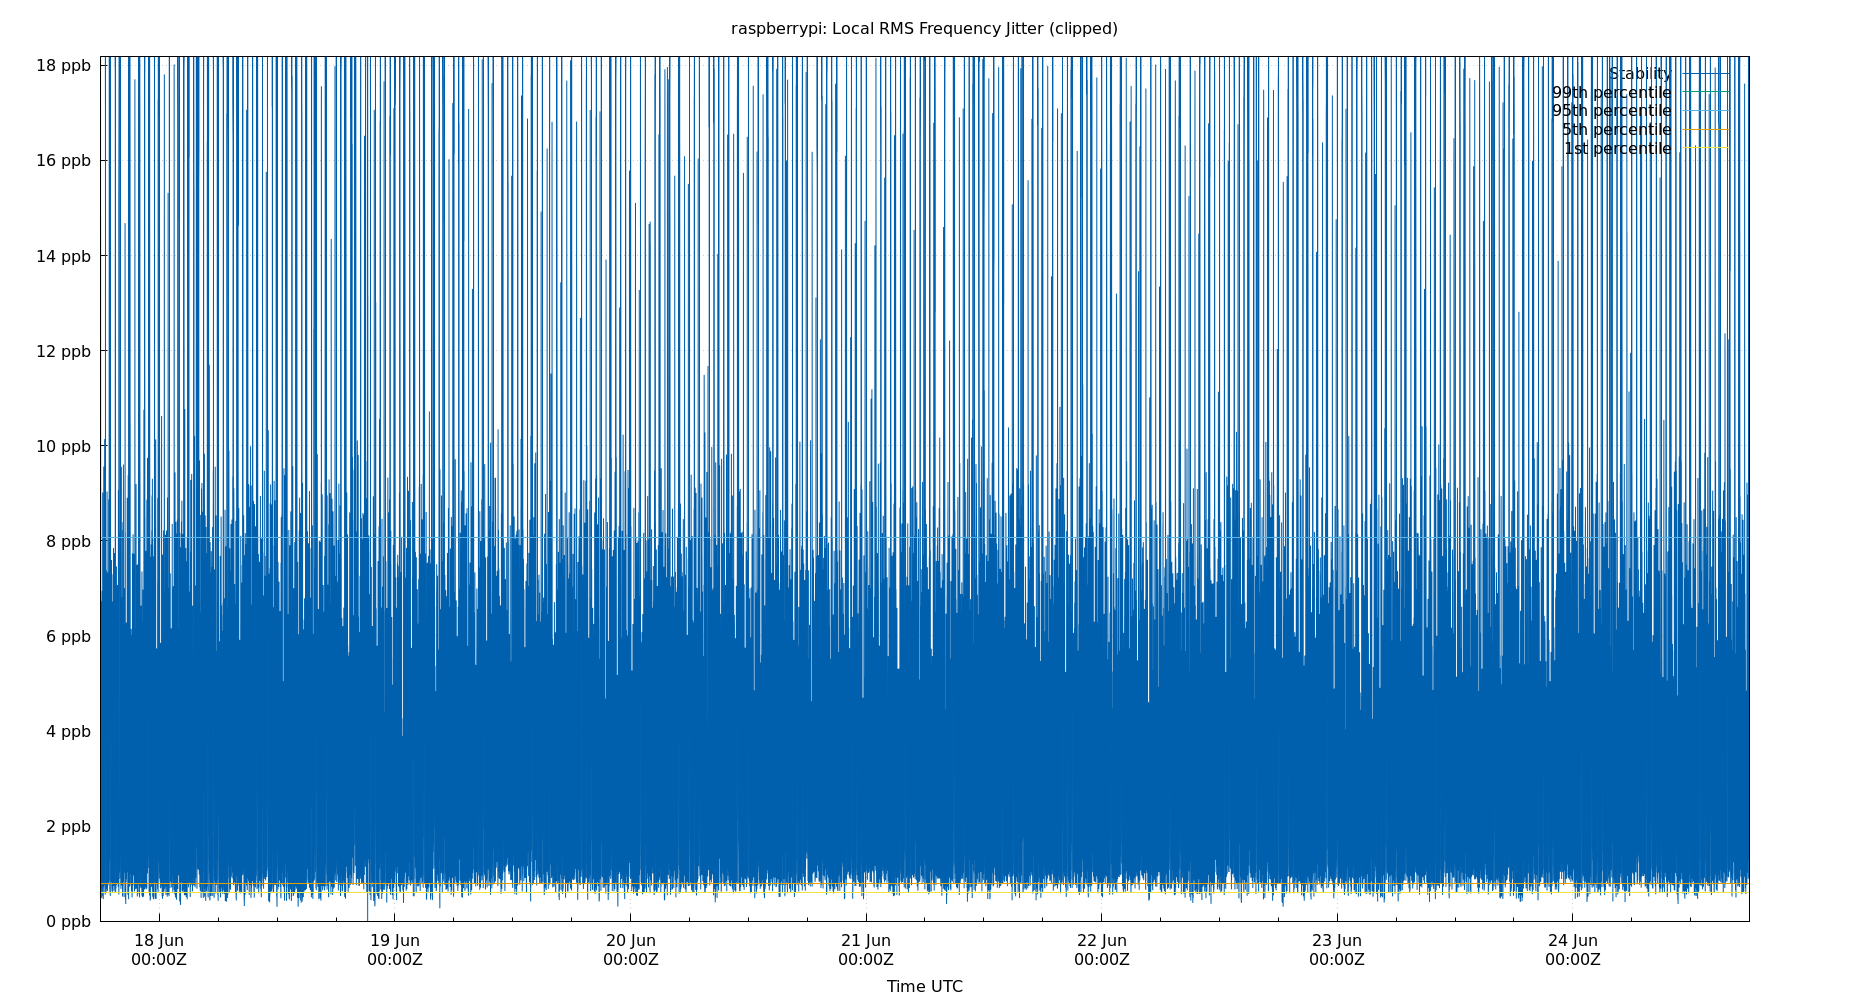 raspberrypi: Local RMS Frequency Jitter (clipped)
18 ppb
16 ppb
14 ppb
12 ppb
10 ppb
8 ppb
6 ppb
4 ppb
2 ppb
0 ppb
Stability
99th percentile
95th percentile
5th percentile
1st percentile
18 Jun 19 Jun 20 Jun 21 Jun 22 Jun 23 Jun 24 Jun
00:00Z 00:00Z 00:00Z 00:00Z 00:00Z 00:00Z 00:00Z
Time UTC